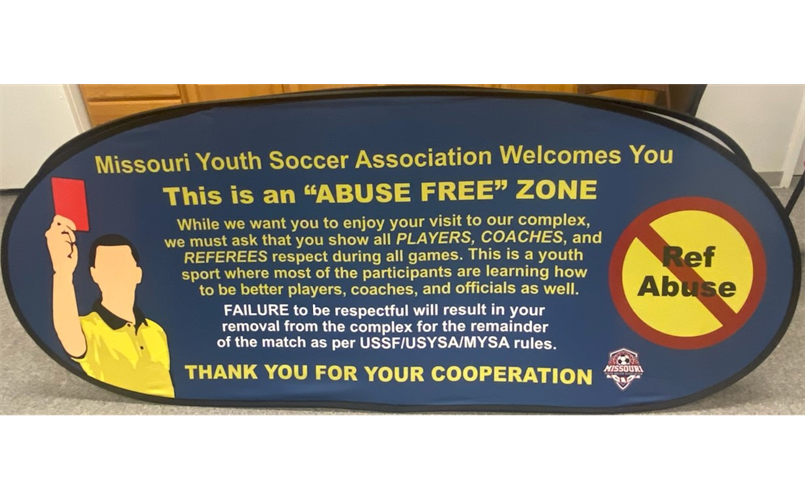 Missouri Youth Soccer Association Welcomes You
This is an “ABUSE FREE” ZONE
While we want you to enjoy your visit to our complex,
we must ask that you show all PLAYERS, COACHES, and
REFEREES respect during all games. This is a youth
sport where most of the participants are learning how
to be better players, coaches, and officials as well.
FAILURE to be respectful will result in your
removal from the complex for the remainder
of the match as per USSF/USYSA/MYSA rules.
THANK YOU FOR YOUR COOPERATION
Ref
Abuse
MISSOURI